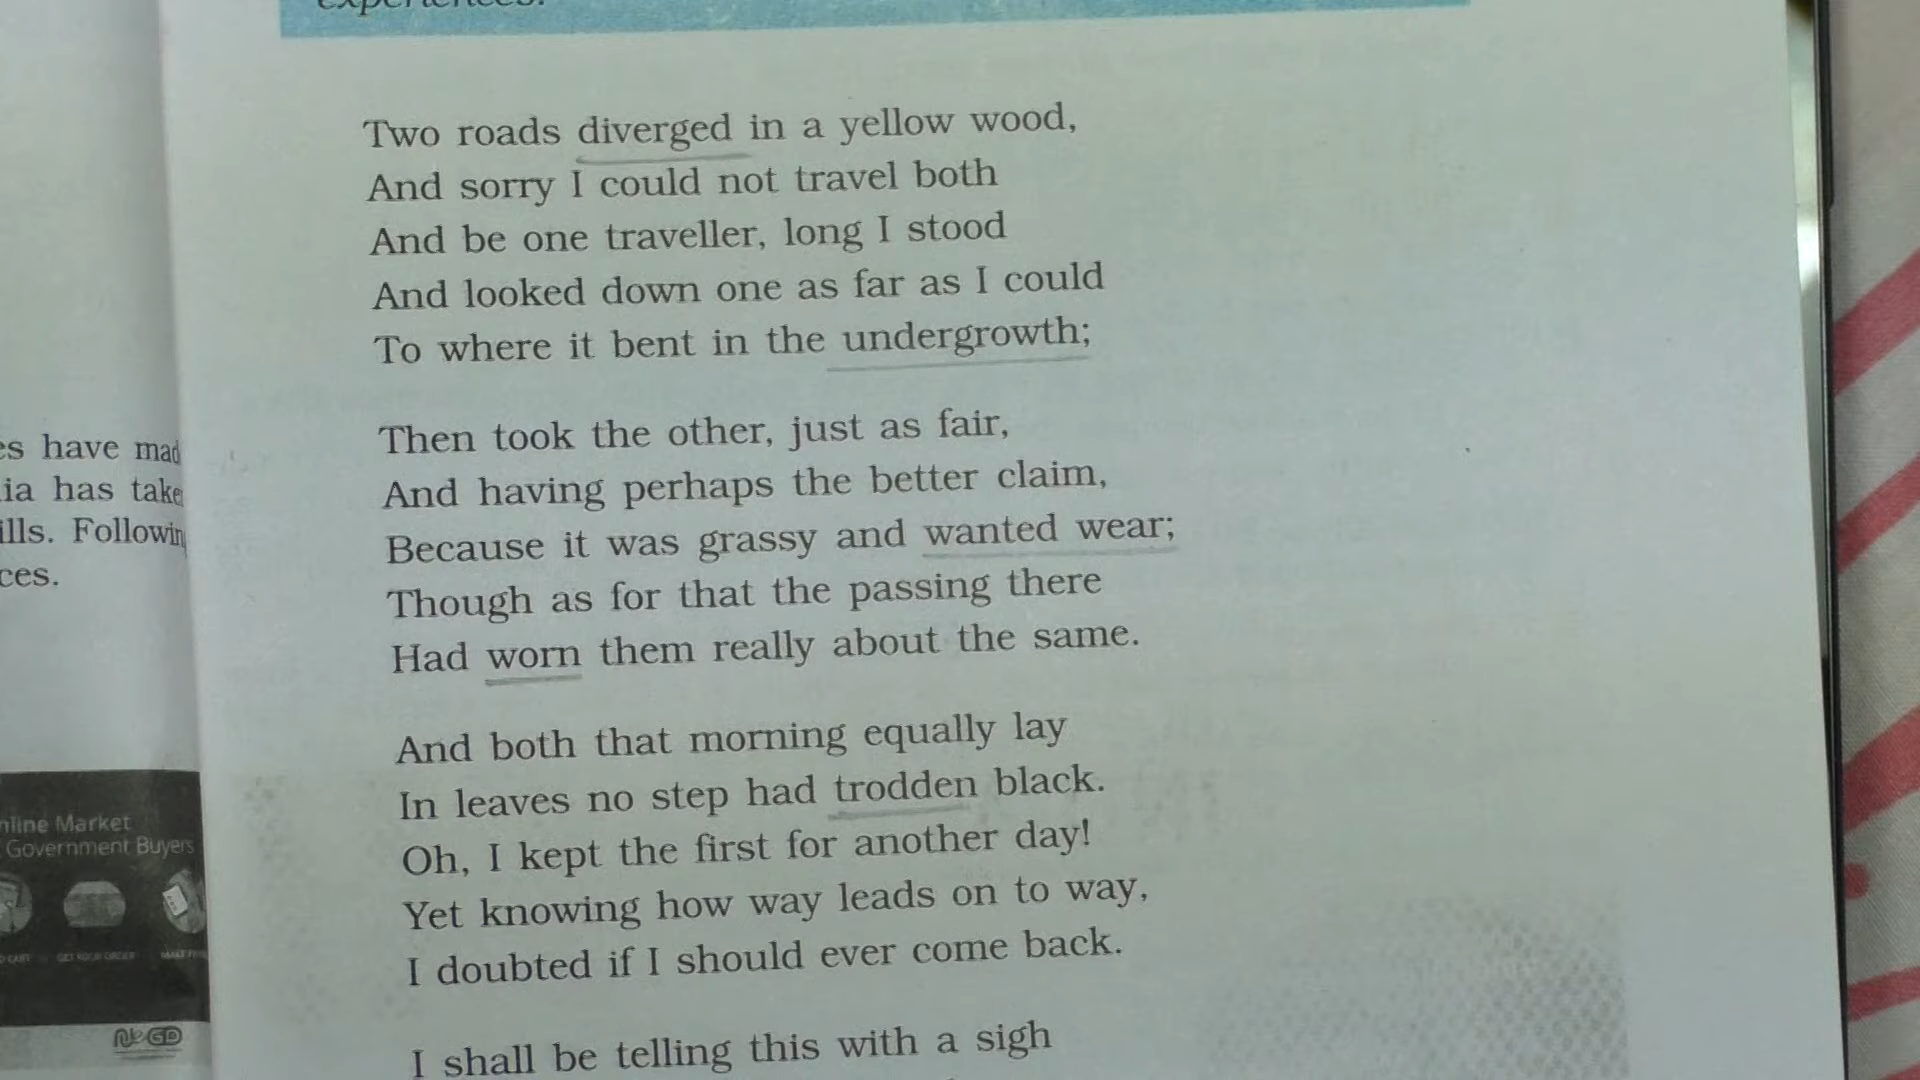 experiences.
Two roads diverged in a yellow wood,
And sorry I could not travel both
And be one traveller, long I stood
And looked down one as far as I could
To where it bent in the undergrowth;
Then took the other, just as fair,
And having perhaps the better claim,
Because it was grassy and wanted wear;
Though as for that the passing there
Had worn them really about the same.
And both that morning equally lay
In leaves no step had trodden black.
Oh, I kept the first for another day!
Yet knowing how way leads on to way,
I doubted if I should ever come back.
I shall be telling this with a sigh
es have mad
ia has take
ills. Followin
ces.
nline Market
Government Buyers
GET YOUR ORDER